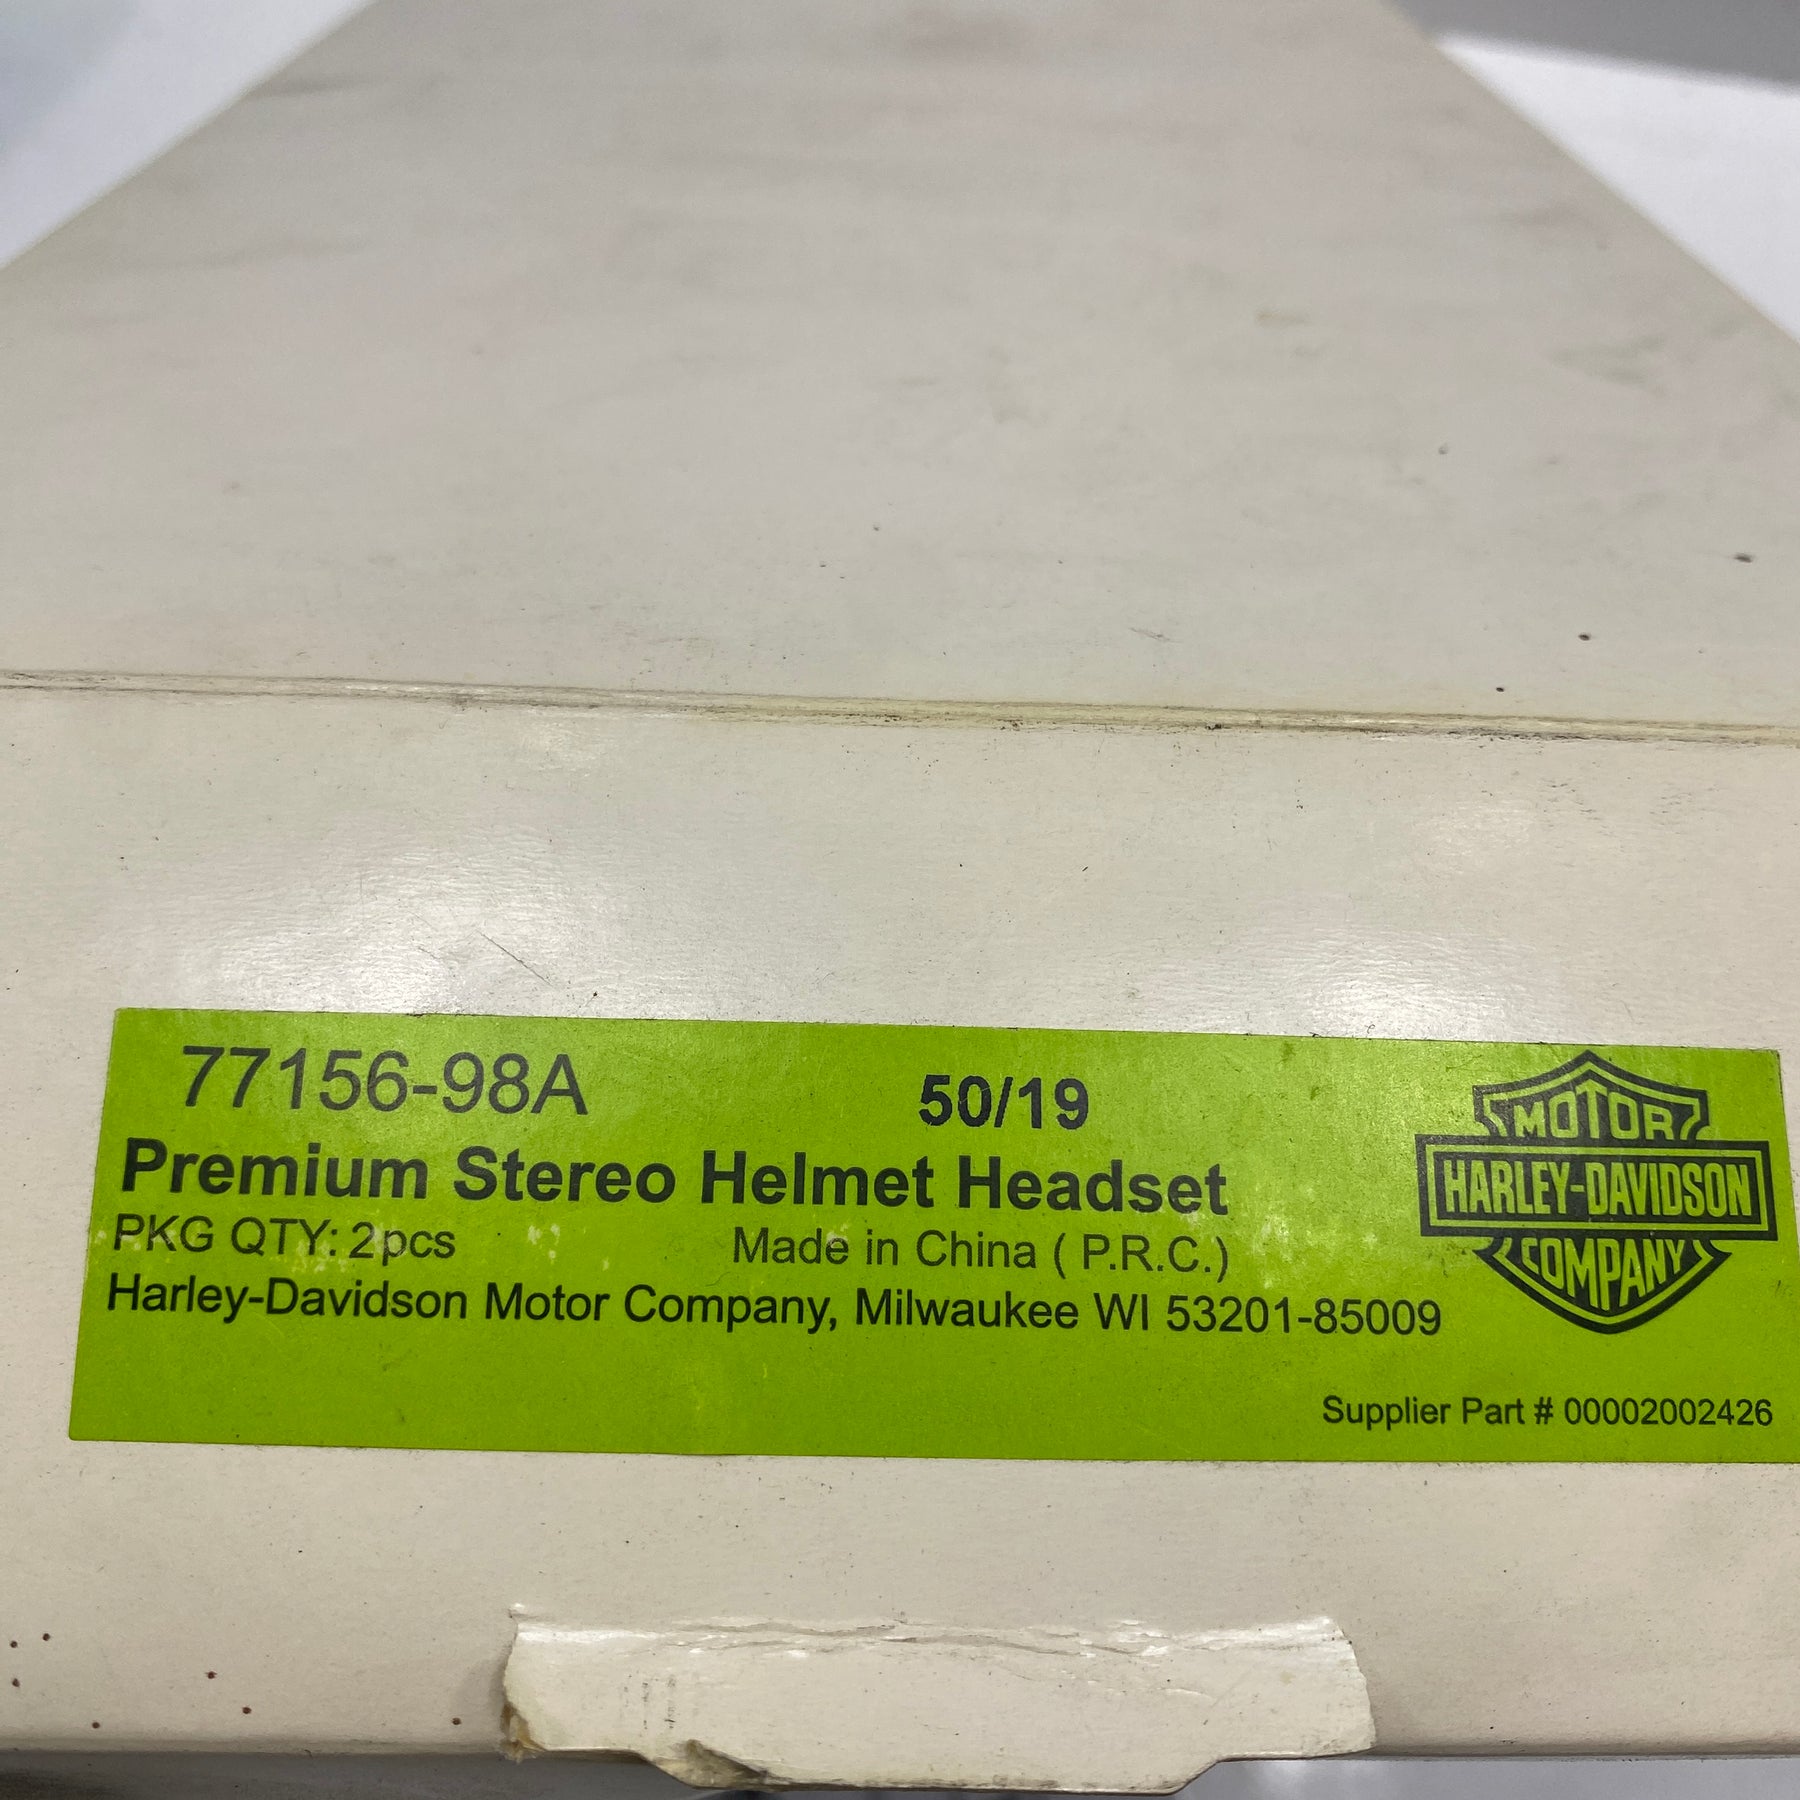 77156-98A 50/19
Premium Stereo Helmet Headset
PKG QTY: 2pcs Made in China ( P.R.C.)
Harley-Davidson Motor Company, Milwaukee WI 53201-85009
MOTOR
HARLEY-DAVIDSON
COMPANY
Supplier Part # 00002002426